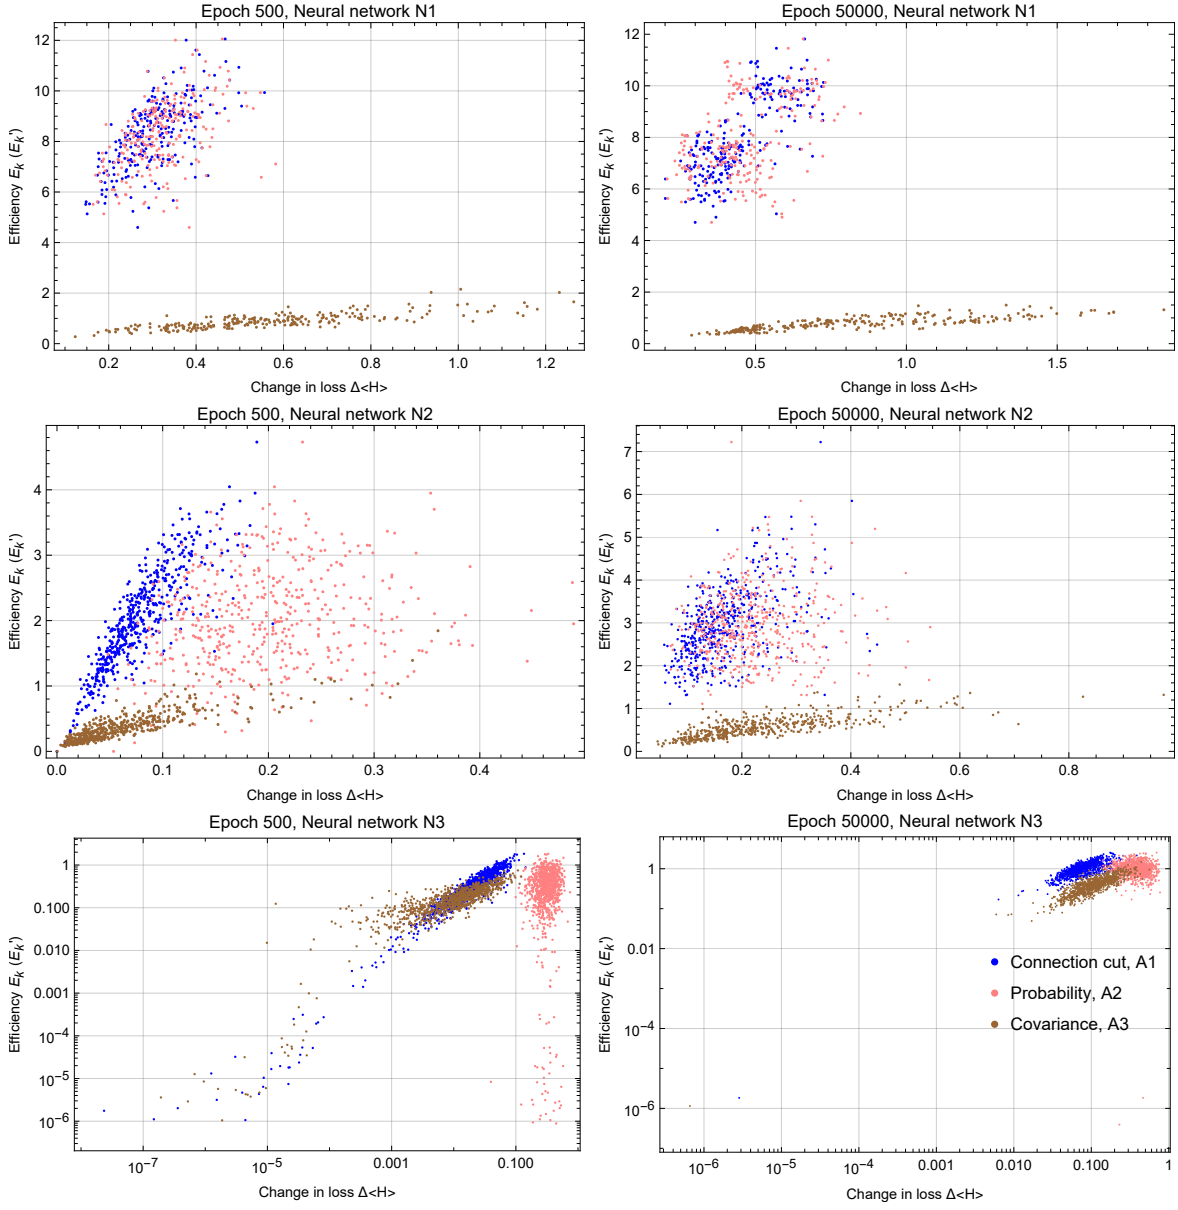 Epoch 500, Neural network N1
Efficiency E_k (E_k')
12
10
8
6
4
2
0
0.2 0.4 0.6 0.8 1.0 1.2
Change in loss Δ<H>
Epoch 50000, Neural network N1
Efficiency E_k (E_k')
12
10
8
6
4
2
0
0.5 1.0 1.5
Change in loss Δ<H>
Epoch 500, Neural network N2
Efficiency E_k (E_k')
4
3
2
1
0
0.0 0.1 0.2 0.3 0.4
Change in loss Δ<H>
Epoch 50000, Neural network N2
Efficiency E_k (E_k')
7
6
5
4
3
2
1
0
0.2 0.4 0.6 0.8
Change in loss Δ<H>
Epoch 500, Neural network N3
Efficiency E_k (E_k')
1
0.100
0.010
0.001
10⁻⁴
10⁻⁵
10⁻⁶
10⁻⁷ 10⁻⁵ 0.001 0.100
Change in loss Δ<H>
Epoch 50000, Neural network N3
Efficiency E_k (E_k')
1
0.01
10⁻⁴
10⁻⁶
Connection cut, A1
Probability, A2
Covariance, A3
10⁻⁶ 10⁻⁵ 10⁻⁴ 0.001 0.010 0.100 1
Change in loss Δ<H>